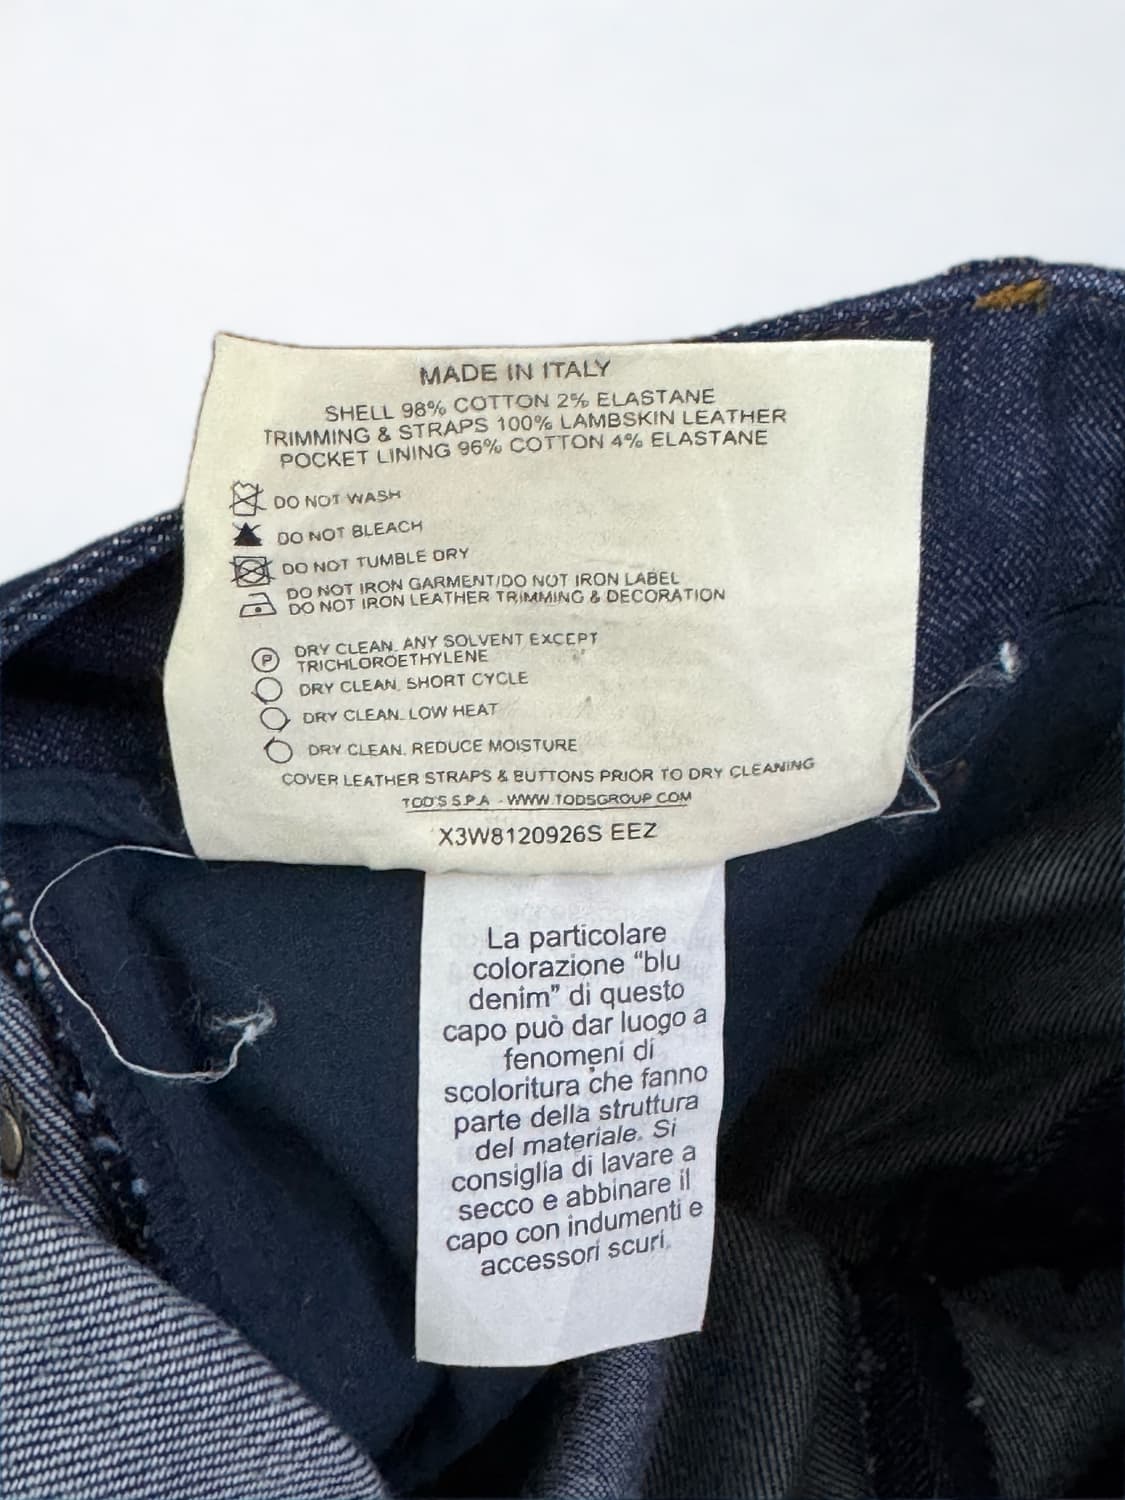 MADE IN ITALY
SHELL 98% COTTON 2% ELASTANE
TRIMMING & STRAPS 100% LAMBSKIN LEATHER
POCKET LINING 96% COTTON 4% ELASTANE
DO NOT WASH
DO NOT BLEACH
DO NOT TUMBLE DRY
DO NOT IRON GARMENT/DO NOT IRON LABEL
DO NOT IRON LEATHER TRIMMING & DECORATION
DRY CLEAN, ANY SOLVENT EXCEPT
P
TRICHLOROETHYLENE
DRY CLEAN, SHORT CYCLE
DRY CLEAN, LOW HEAT
DRY CLEAN, REDUCE MOISTURE
COVER LEATHER STRAPS & BUTTONS PRIOR TO DRY CLEANING
TOD'S S.P.A. - WWW.TODSGROUP.COM
X3W8120926S EEZ
La particolare
colorazione “blu
denim” di questo
capo può dar luogo a
fenomeni di
scoloritura che fanno
parte della struttura
del materiale. Si
consiglia di lavare a
secco e abbinare il
capo con indumenti e
accessori scuri.